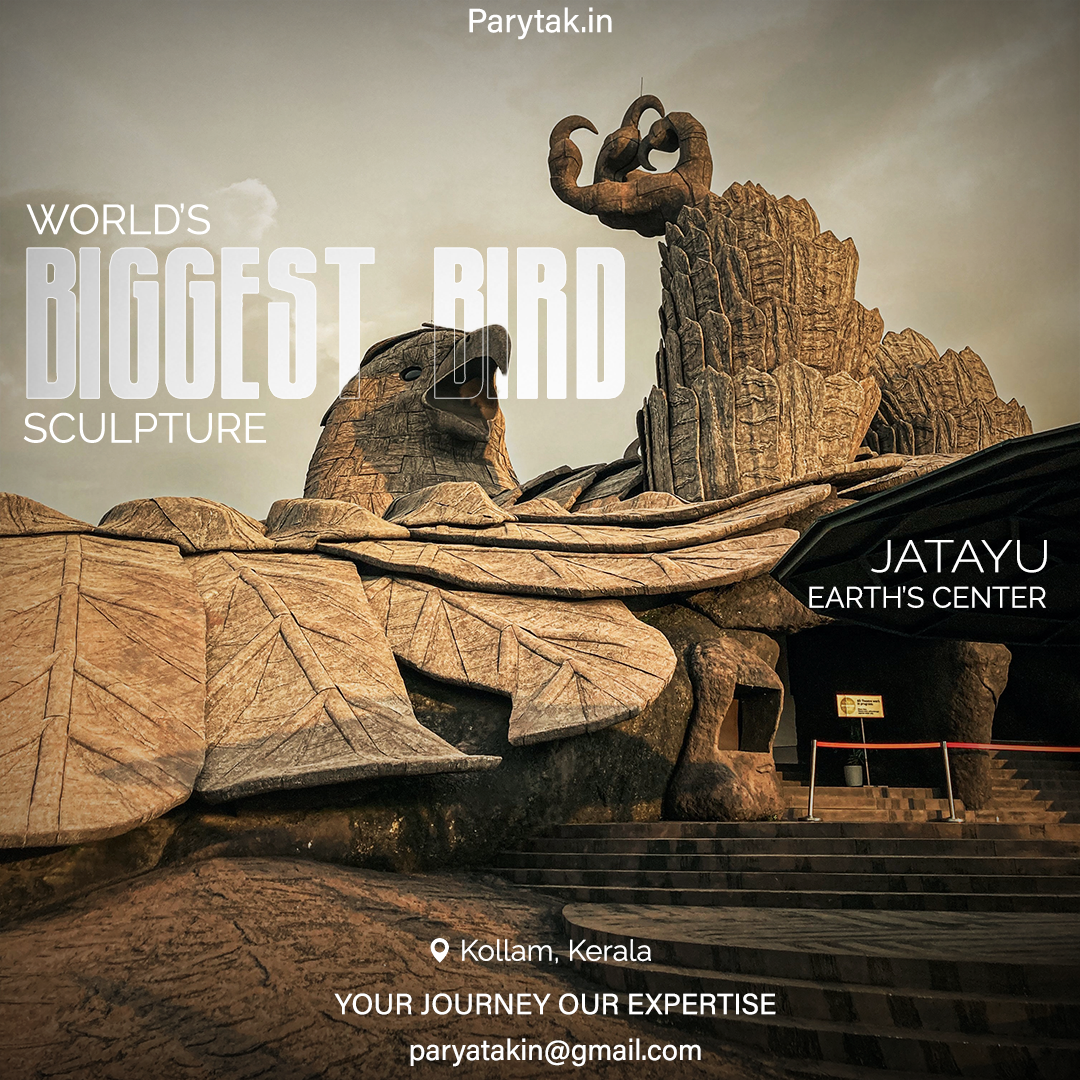 Parytak.in
WORLD'S
BIGGEST BIRD
SCULPTURE
JATAYU
EARTH'S CENTER
Kollam, Kerala
YOUR JOURNEY OUR EXPERTISE
paryatakin@gmail.com